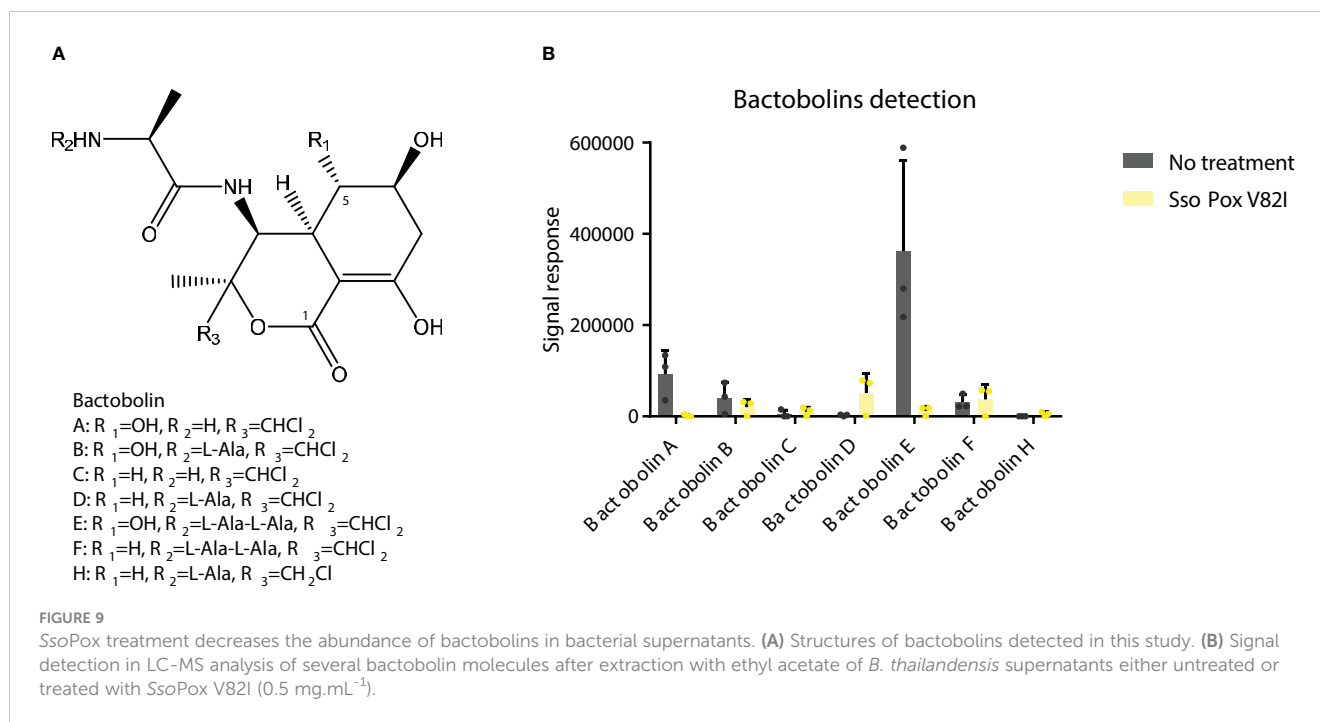 A
R₂HN
O
NH
H
R₁
OH
5
R₃
O
1
O
OH
Bactobolin
A: R ₁=OH, R ₂=H, R ₃=CHCl ₂
B: R ₁=OH, R ₂=L-Ala, R ₃=CHCl ₂
C: R ₁=H, R ₂=H, R ₃=CHCl ₂
D: R ₁=H, R ₂=L-Ala, R ₃=CHCl ₂
E: R ₁=OH, R ₂=L-Ala-L-Ala, R ₃=CHCl ₂
F: R ₁=H, R ₂=L-Ala-L-Ala, R ₃=CHCl ₂
H: R ₁=H, R ₂=L-Ala, R ₃=CH₂Cl
B
Bactobolins detection
Signal response
600000
400000
200000
0
Bactobolin A
Bactobolin B
Bactobolin C
Bactobolin D
Bactobolin E
Bactobolin F
Bactobolin H
No treatment
Sso Pox V82I
FIGURE 9
SsoPox treatment decreases the abundance of bactobolins in bacterial supernatants. (A) Structures of bactobolins detected in this study. (B) Signal
detection in LC-MS analysis of several bactobolin molecules after extraction with ethyl acetate of B. thailandensis supernatants either untreated or
treated with SsoPox V82I (0.5 mg.mL⁻¹).